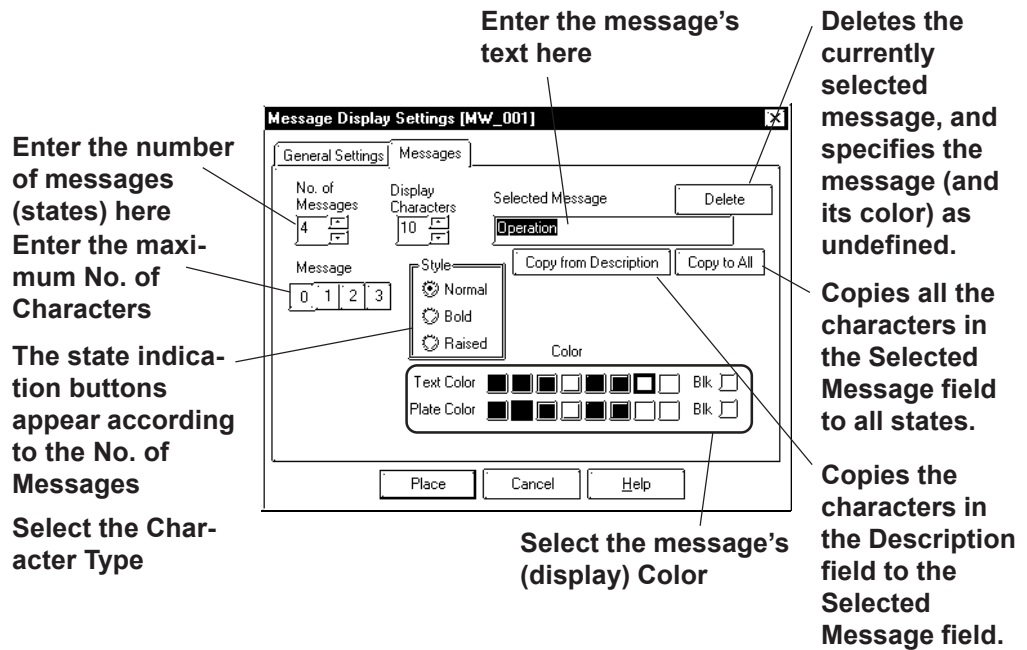 Enter the message's
text here
Deletes the
currently
selected
message, and
specifies the
message (and
its color) as
undefined.
Enter the number
of messages
(states) here
Enter the maxi-
mum No. of
Characters
The state indica-
tion buttons
appear according
to the No. of
Messages
Select the Char-
acter Type
Message Display Settings [MW_001]
General Settings Messages
No. of
Messages
4
Display
Characters
10
Selected Message
Delete
Operation
Copy from Description Copy to All
Message
0 1 2 3
Style
Normal
Bold
Raised
Color
Text Color Blk
Plate Color Blk
Place Cancel Help
Copies all the
characters in
the Selected
Message field
to all states.
Select the message's
(display) Color
Copies the
characters in
the Description
field to the
Selected
Message field.